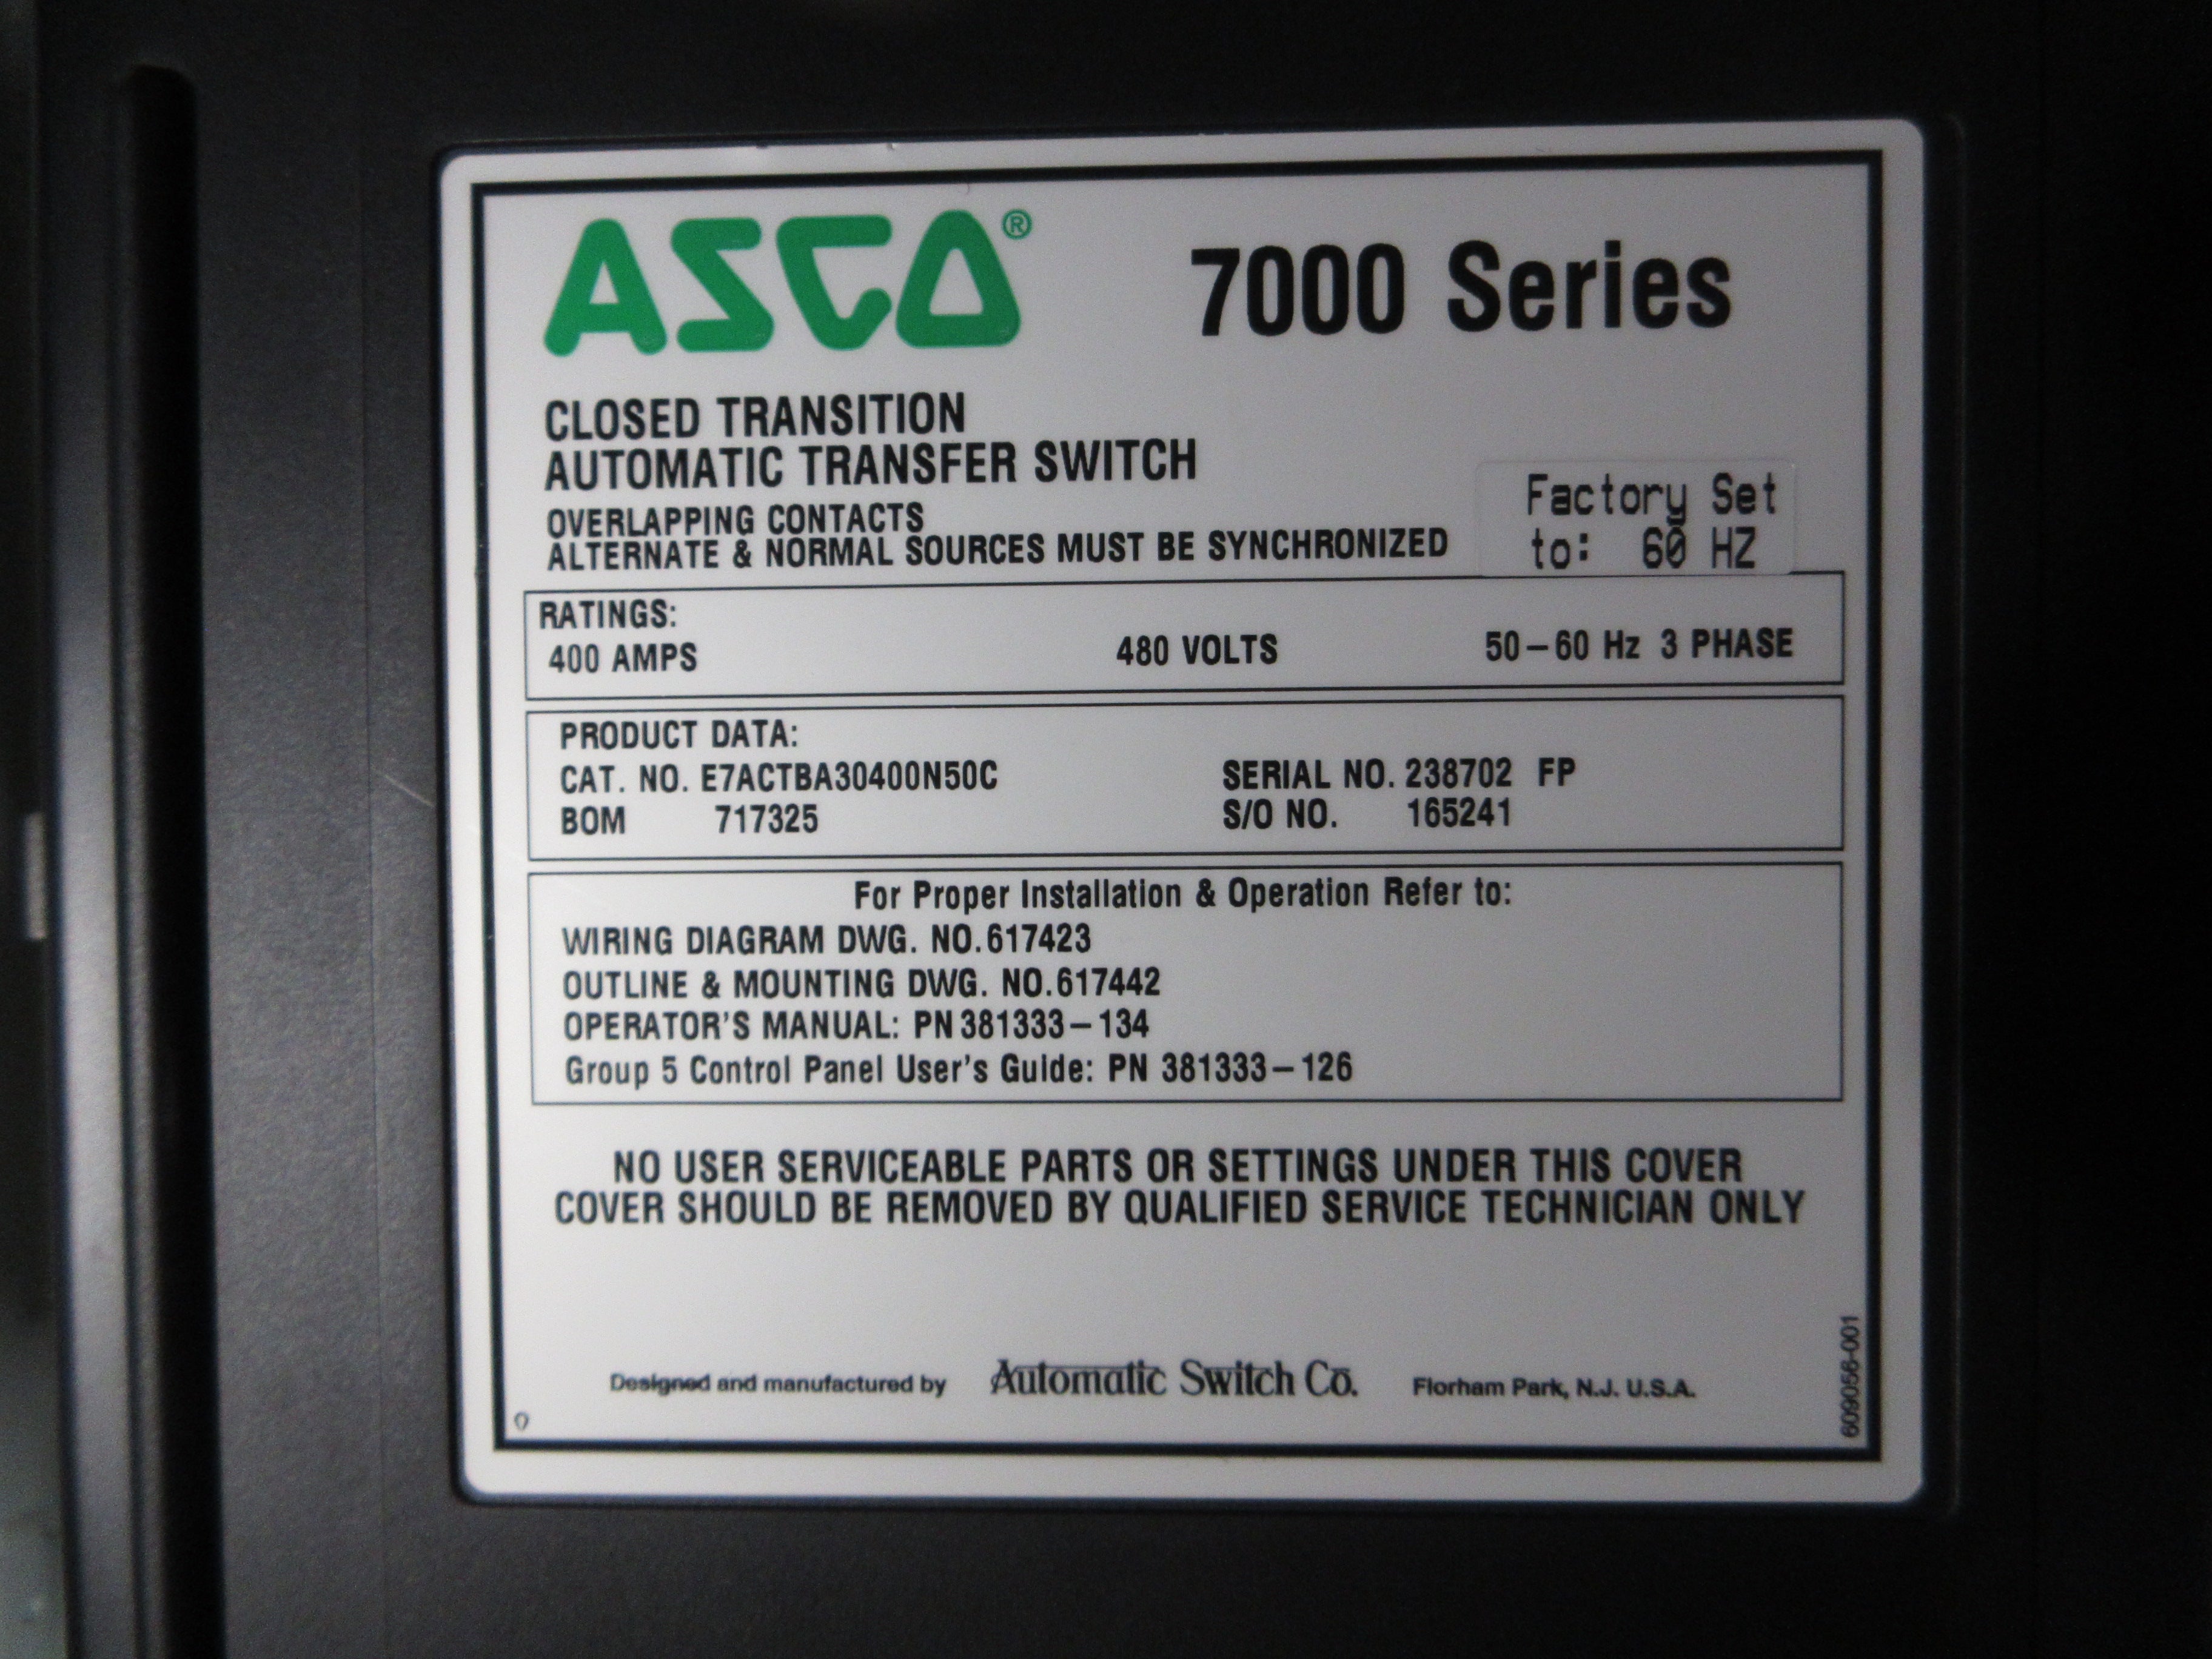 ASCO® 7000 Series
CLOSED TRANSITION
AUTOMATIC TRANSFER SWITCH
OVERLAPPING CONTACTS
ALTERNATE & NORMAL SOURCES MUST BE SYNCHRONIZED
Factory Set
to: 60 HZ
RATINGS:
400 AMPS 480 VOLTS 50-60 Hz 3 PHASE
PRODUCT DATA:
CAT. NO. E7ACTBA30400N50C SERIAL NO. 238702 FP
BOM 717325 S/O NO. 165241
For Proper Installation & Operation Refer to:
WIRING DIAGRAM DWG. NO. 617423
OUTLINE & MOUNTING DWG. NO. 617442
OPERATOR'S MANUAL: PN 381333-134
Group 5 Control Panel User's Guide: PN 381333-126
NO USER SERVICEABLE PARTS OR SETTINGS UNDER THIS COVER
COVER SHOULD BE REMOVED BY QUALIFIED SERVICE TECHNICIAN ONLY
Designed and manufactured by Automatic Switch Co. Florham Park, N.J. U.S.A.
609056-001
0